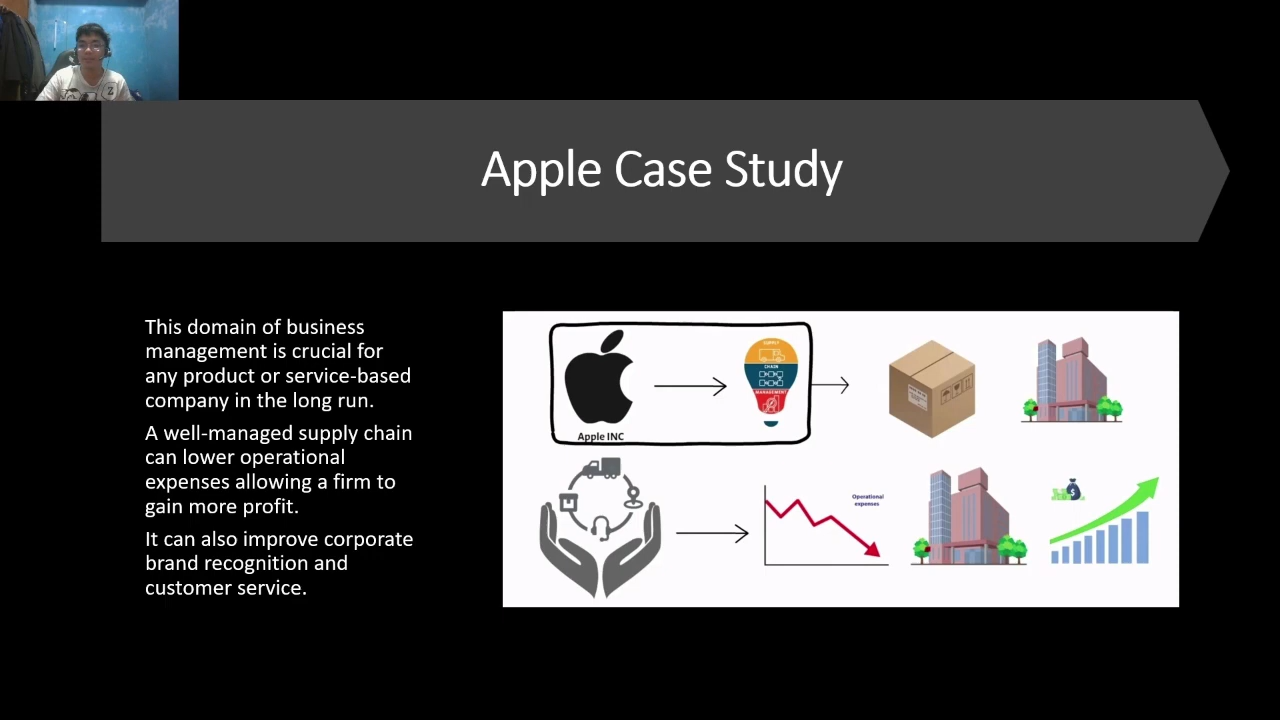 Apple Case Study
This domain of business
management is crucial for
any product or service-based
company in the long run.
A well-managed supply chain
can lower operational
expenses allowing a firm to
gain more profit.
It can also improve corporate
brand recognition and
customer service.
Apple INC
SUPPLY
CHAIN
MANAGEMENT
Operational
expenses
$
Z